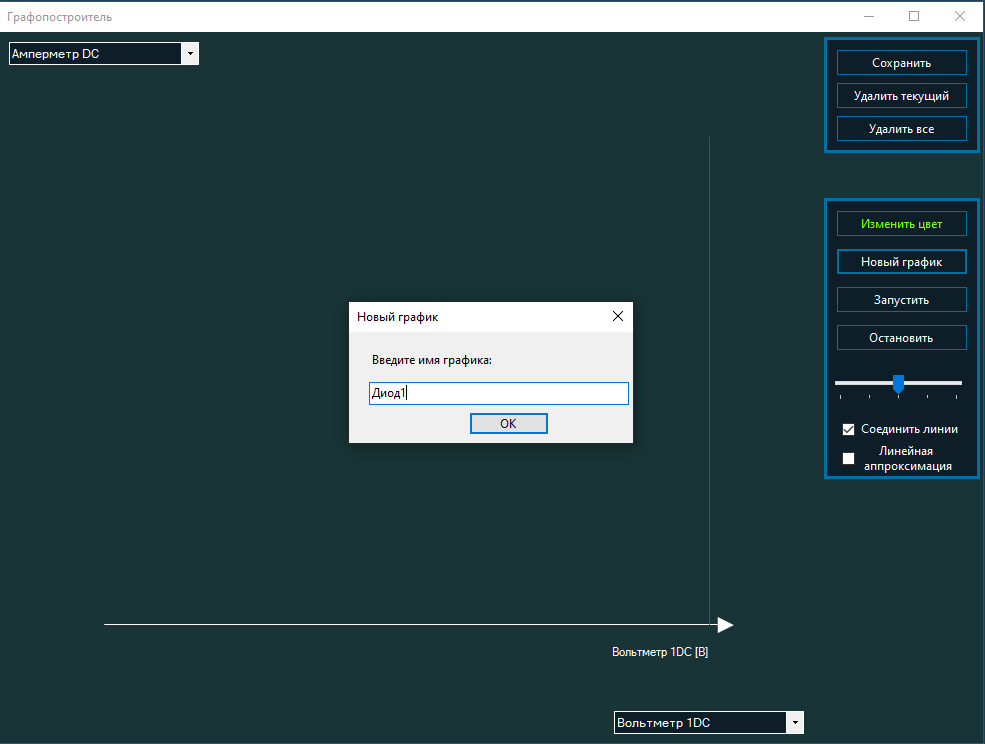 Графопостроитель
Амперметр DC
Сохранить
Удалить текущий
Удалить все
Изменить цвет
Новый график
Запустить
Остановить
Соединить линии
Линейная
аппроксимация
Новый график
Введите имя графика:
Диод1
OK
Вольтметр 1DC [В]
Вольтметр 1DC